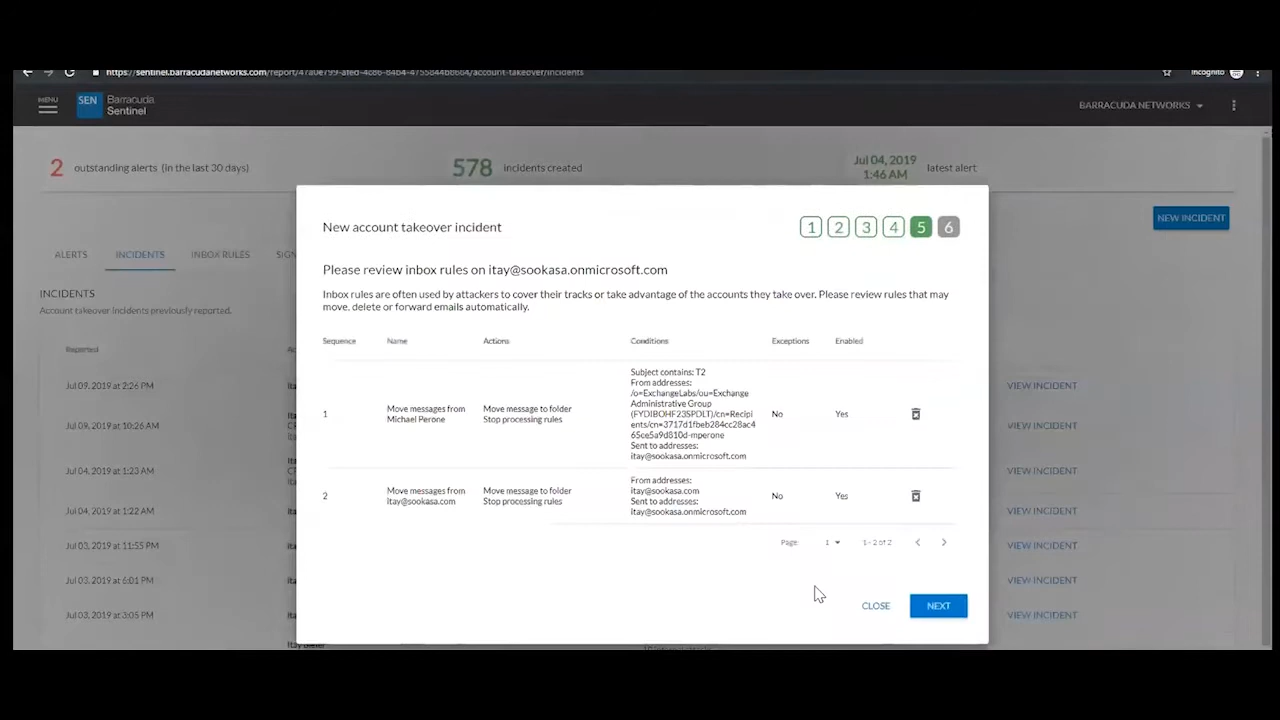 Incognito
MENU
SEN
Barracuda
Sentinel
BARRACUDA NETWORKS
2 outstanding alerts (in the last 30 days)
578 incidents created
Jul 04, 2019
1:46 AM
latest alert
NEW INCIDENT
ALERTS
INCIDENTS
INBOX RULES
SIGN
INCIDENTS
Account takeover incidents previously reported.
Reported
Jul 09, 2019 at 2:26 PM
VIEW INCIDENT
Jul 09, 2019 at 10:26 AM
VIEW INCIDENT
Jul 04, 2019 at 1:23 AM
VIEW INCIDENT
Jul 04, 2019 at 1:22 AM
VIEW INCIDENT
Jul 03, 2019 at 11:55 PM
VIEW INCIDENT
Jul 03, 2019 at 6:01 PM
VIEW INCIDENT
Jul 03, 2019 at 3:05 PM
VIEW INCIDENT
New account takeover incident
1 2 3 4 5 6
Please review inbox rules on itay@sookasa.onmicrosoft.com
Inbox rules are often used by attackers to cover their tracks or take advantage of the accounts they take over. Please review rules that may
move, delete or forward emails automatically.
Sequence Name Actions Conditions Exceptions Enabled
1
Move messages from
Michael Perone
Move message to folder
Stop processing rules
Subject contains: T2
From addresses:
/o=ExchangeLabs/ou=Exchange
Administrative Group
(FYDIBOHF23SPDLT)/cn=Recipi
ents/cn=3717d1fbeb284cc28ac4
65ce5a9d810d-mperone
Sent to addresses:
itay@sookasa.onmicrosoft.com
No
Yes
2
Move messages from
itay@sookasa.com
Move message to folder
Stop processing rules
From addresses:
itay@sookasa.com
Sent to addresses:
itay@sookasa.onmicrosoft.com
No
Yes
Page: 1 1 - 2 of 2
CLOSE
NEXT